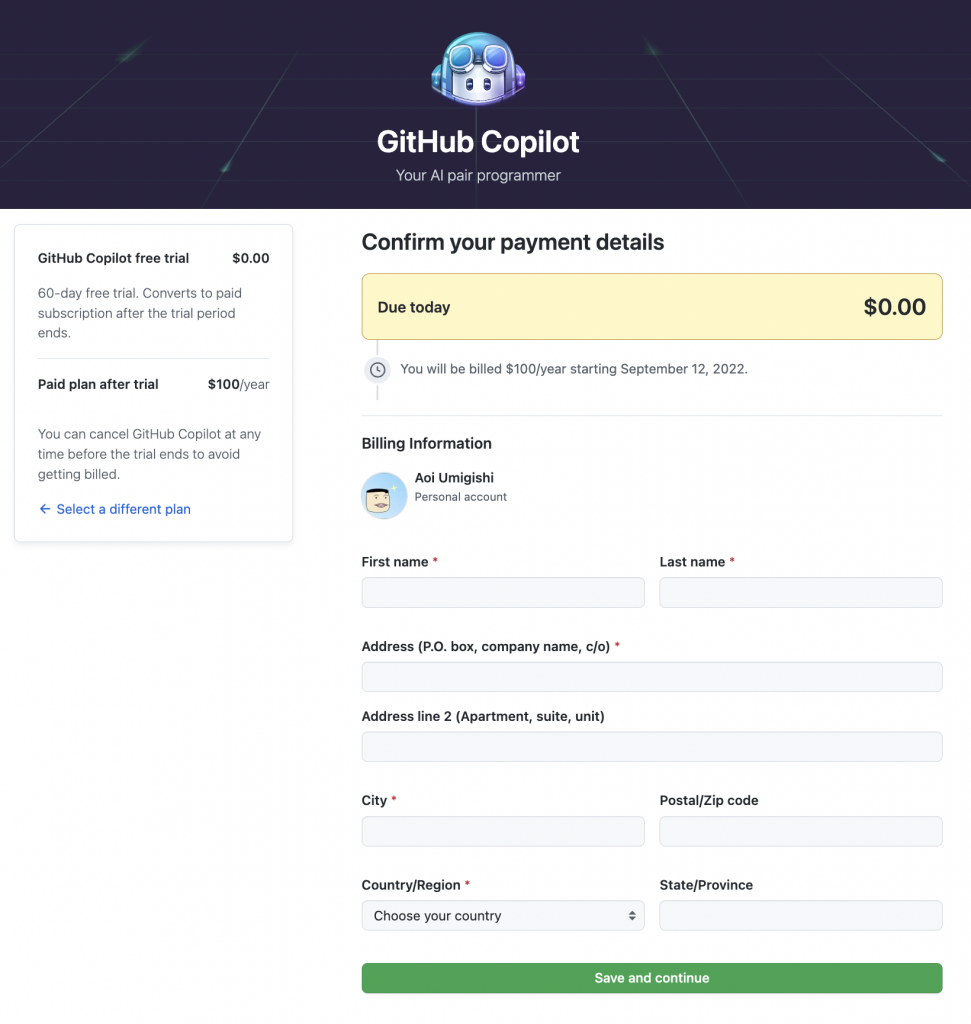 GitHub Copilot
Your AI pair programmer
GitHub Copilot free trial $0.00
60-day free trial. Converts to paid
subscription after the trial period
ends.
Paid plan after trial $100/year
You can cancel GitHub Copilot at any
time before the trial ends to avoid
getting billed.
← Select a different plan
Confirm your payment details
Due today $0.00
You will be billed $100/year starting September 12, 2022.
Billing Information
Aoi Umigishi
Personal account
First name * Last name *
Address (P.O. box, company name, c/o) *
Address line 2 (Apartment, suite, unit)
City * Postal/Zip code
Country/Region * State/Province
Choose your country
Save and continue